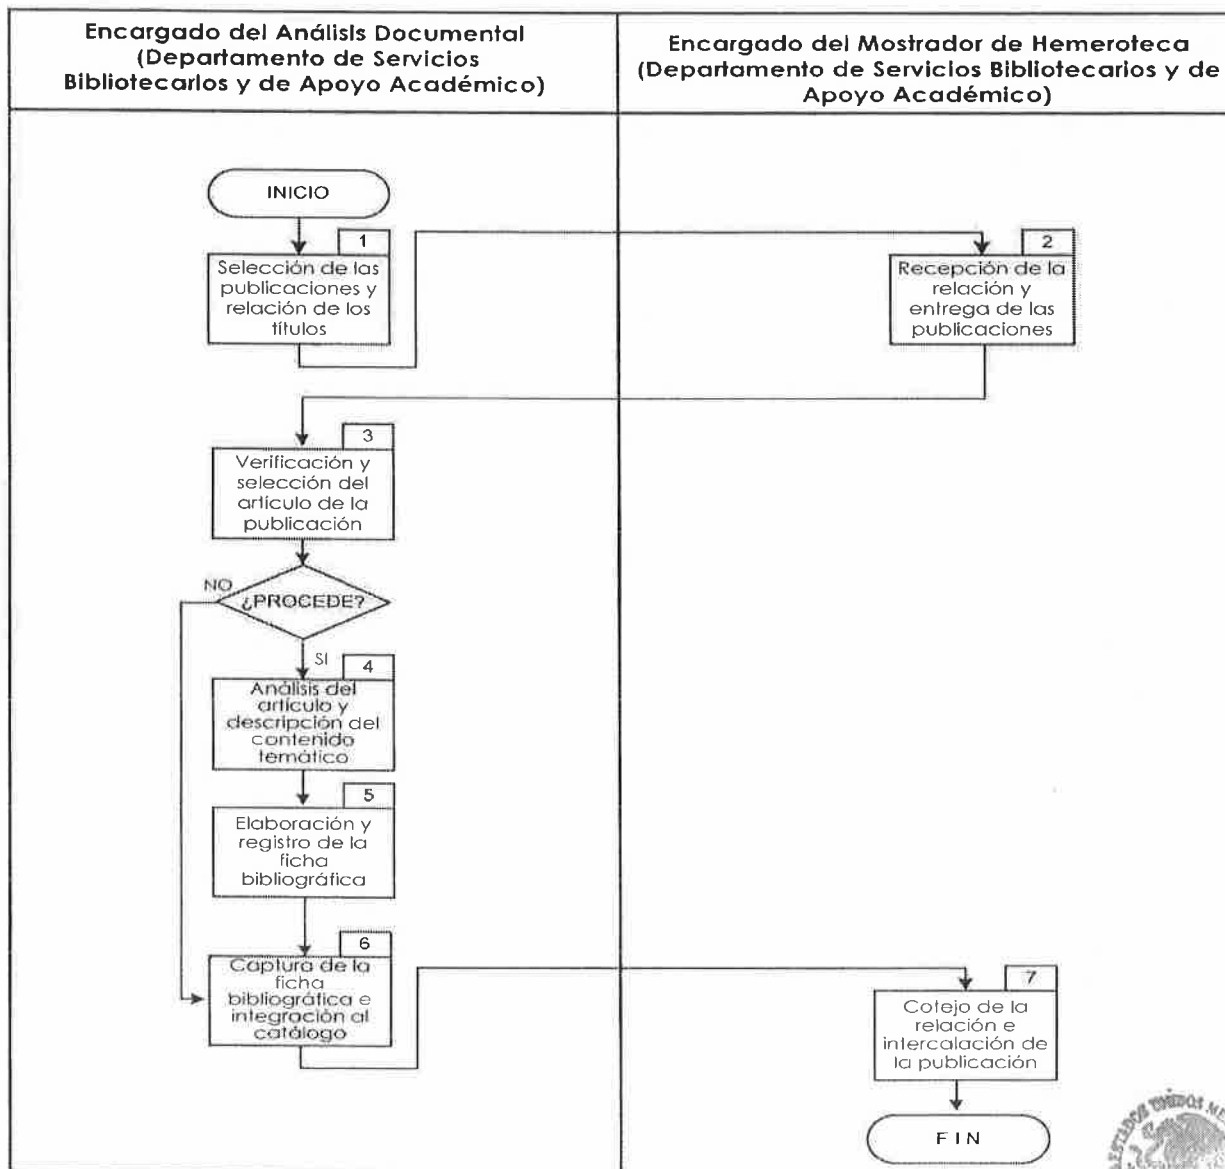 Encargado del Análisis Documental
(Departamento de Servicios
Bibliotecarios y de Apoyo Académico)
Encargado del Mostrador de Hemeroteca
(Departamento de Servicios Bibliotecarios y de
Apoyo Académico)
INICIO
1
Selección de las
publicaciones y
relación de los
títulos
2
Recepción de la
relación y
entrega de las
publicaciones
3
Verificación y
selección del
artículo de la
publicación
NO
¿PROCEDE?
SI
4
Análisis del
artículo y
descripción del
contenido
temático
5
Elaboración y
registro de la
ficha
bibliográfica
6
Captura de la
ficha
bibliográfica e
integración al
catálogo
7
Cotejo de la
relación e
intercalación de
la publicación
FIN
UNIDOS